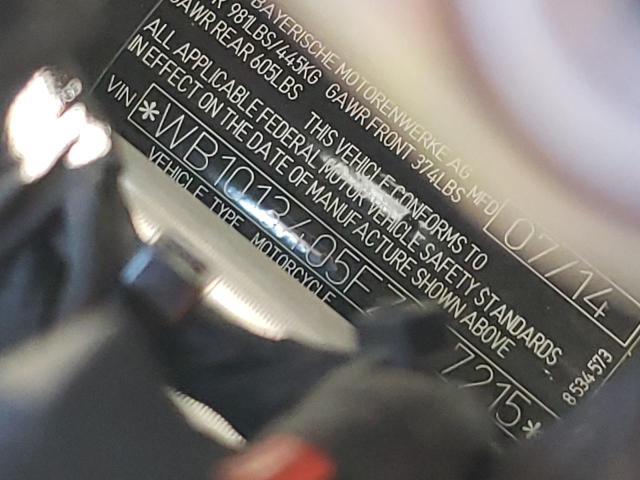 BAYERISCHE MOTORENWERKE AG MFD 07/14
981LBS/445KG GAWR FRONT 374LBS
GAWR REAR 605LBS
THIS VEHICLE CONFORMS TO
ALL APPLICABLE FEDERAL MOTOR VEHICLE SAFETY STANDARDS
IN EFFECT ON THE DATE OF MANUFACTURE SHOWN ABOVE
VIN *WB1013405E 7215*
VEHICLE TYPE MOTORCYCLE
8534573